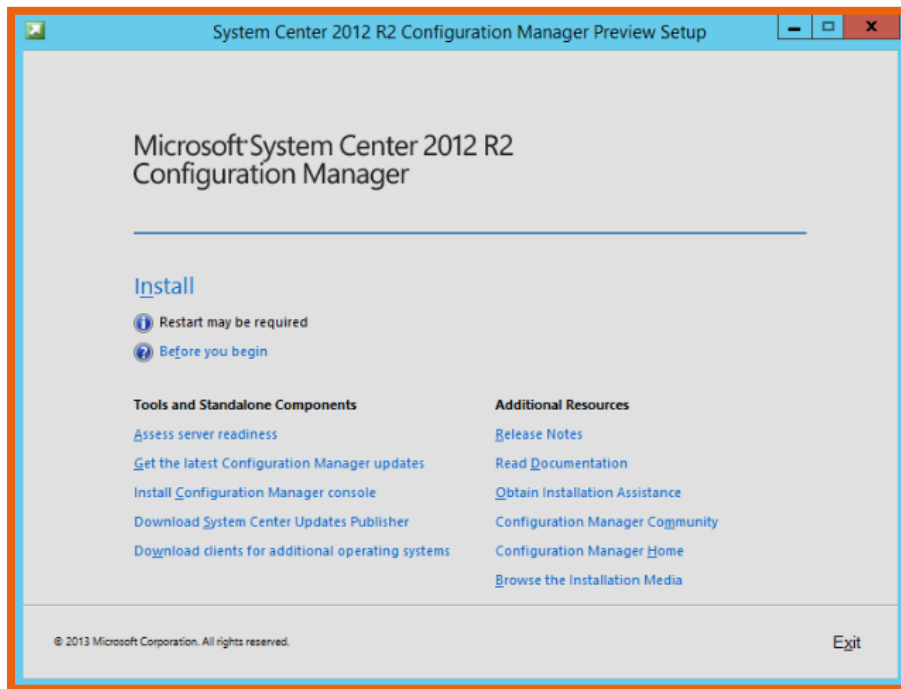 System Center 2012 R2 Configuration Manager Preview Setup
Microsoft System Center 2012 R2
Configuration Manager
Install
Restart may be required
Before you begin
Tools and Standalone Components
Assess server readiness
Get the latest Configuration Manager updates
Install Configuration Manager console
Download System Center Updates Publisher
Download clients for additional operating systems
Additional Resources
Release Notes
Read Documentation
Obtain Installation Assistance
Configuration Manager Community
Configuration Manager Home
Browse the Installation Media
© 2013 Microsoft Corporation. All rights reserved.
Exit